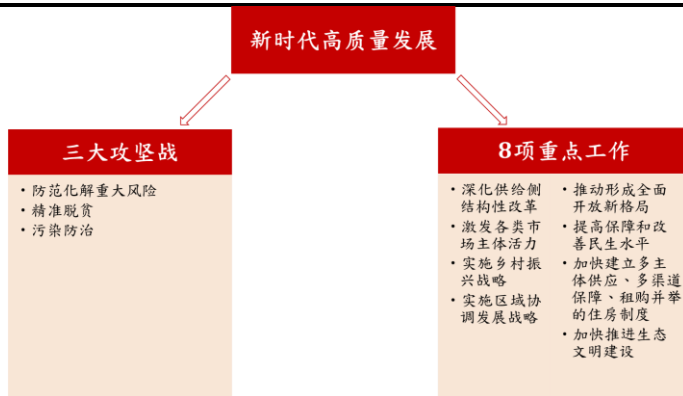 新时代高质量发展
三大攻坚战
• 防范化解重大风险
• 精准脱贫
• 污染防治
8项重点工作
• 深化供给侧
结构性改革
• 激发各类市
场主体活力
• 实施乡村振
兴战略
• 实施区域协
调发展战略
• 推动形成全面
开放新格局
• 提高保障和改
善民生水平
• 加快建立多主
体供应、多渠道
保障、租购并举
的住房制度
• 加快推进生态
文明建设